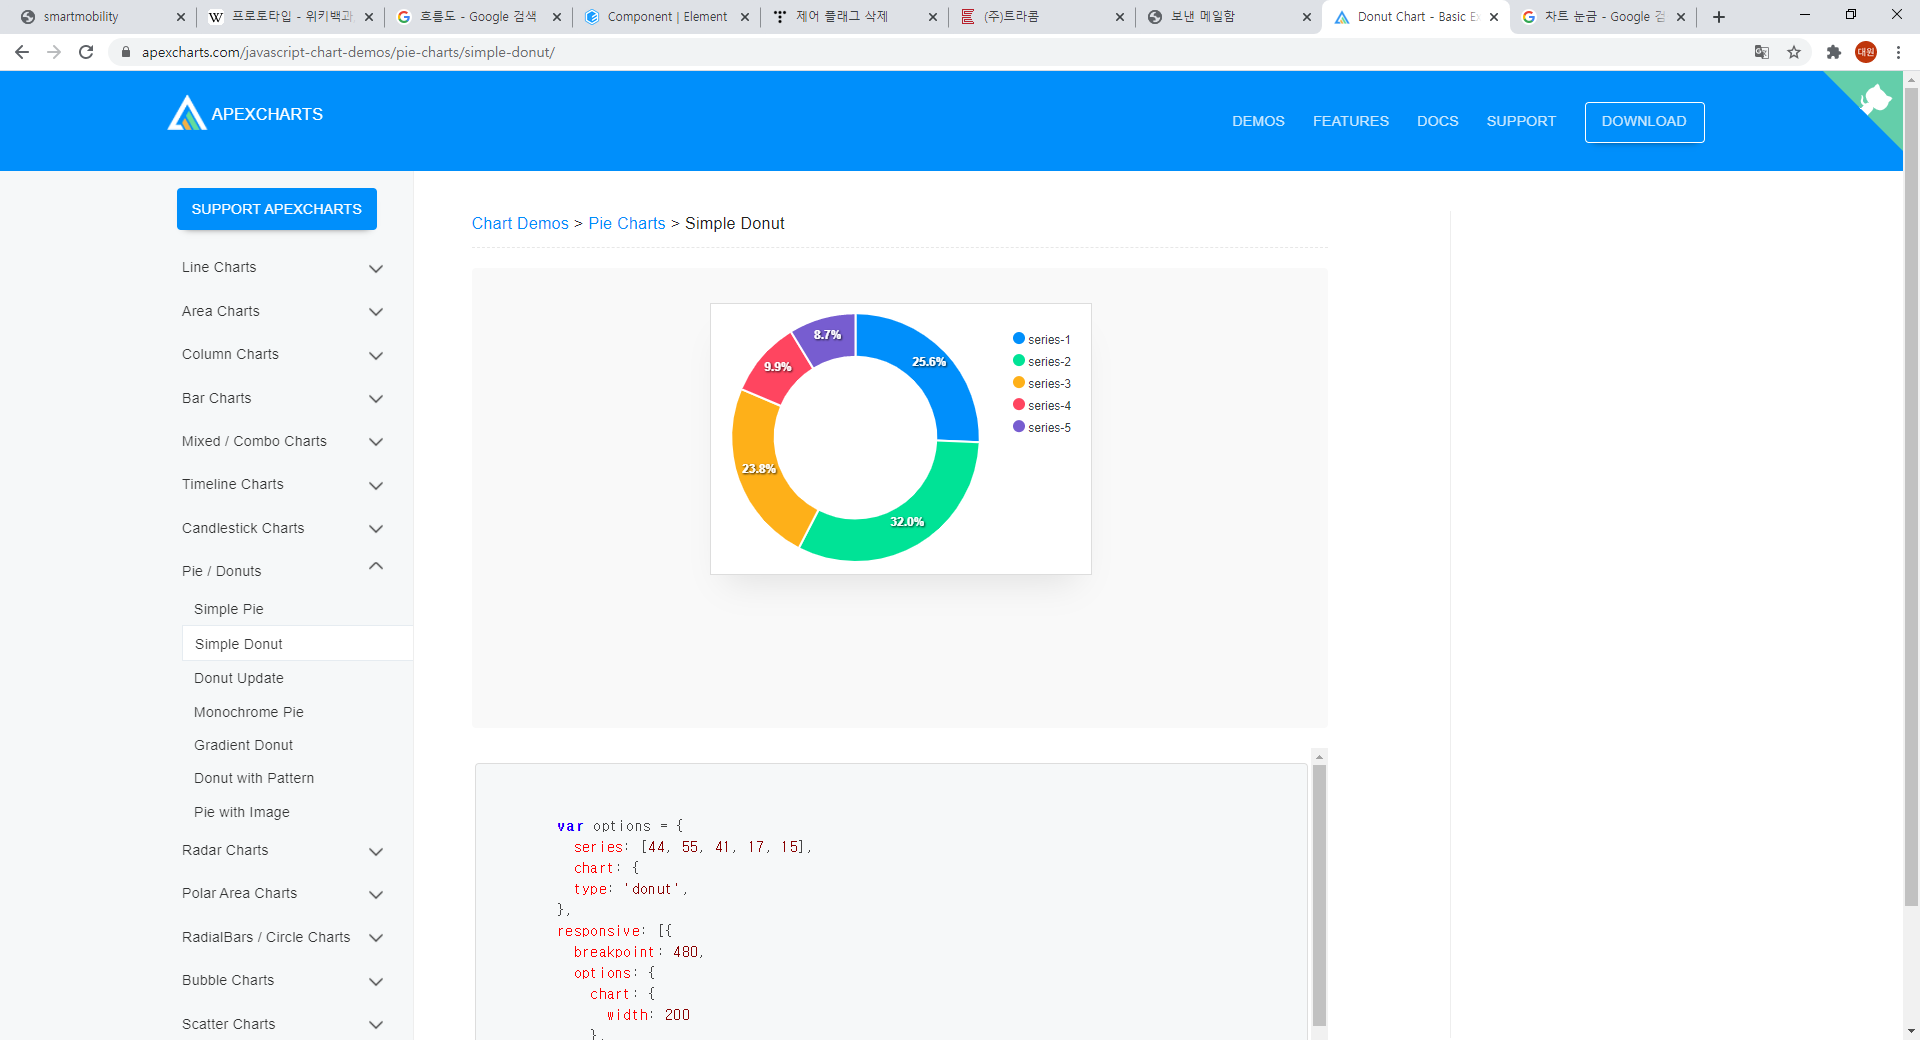 smartmobility
프로토타입 - 위키백과
흐름도 - Google 검색
Component | Element
제어 플래그 삭제
(주)트라콤
보낸 메일함
Donut Chart - Basic Ex
차트 눈금 - Google 검
apexcharts.com/javascript-chart-demos/pie-charts/simple-donut/
대원
APEXCHARTS
DEMOS
FEATURES
DOCS
SUPPORT
DOWNLOAD
SUPPORT APEXCHARTS
Line Charts
Area Charts
Column Charts
Bar Charts
Mixed / Combo Charts
Timeline Charts
Candlestick Charts
Pie / Donuts
Simple Pie
Simple Donut
Donut Update
Monochrome Pie
Gradient Donut
Donut with Pattern
Pie with Image
Radar Charts
Polar Area Charts
RadialBars / Circle Charts
Bubble Charts
Scatter Charts
Chart Demos > Pie Charts > Simple Donut
8.7%
25.6%
9.9%
23.8%
32.0%
series-1
series-2
series-3
series-4
series-5
var options = {
series: [44, 55, 41, 17, 15],
chart: {
type: 'donut',
},
responsive: [{
breakpoint: 480,
options: {
chart: {
width: 200
},